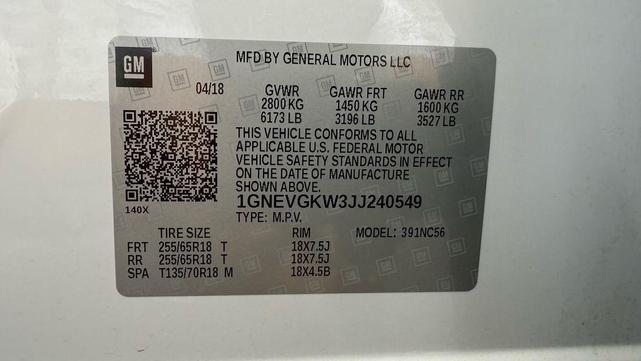 GM
MFD BY GENERAL MOTORS LLC
04/18 GVWR GAWR FRT GAWR RR
2800 KG 1450 KG 1600 KG
6173 LB 3196 LB 3527 LB
THIS VEHICLE CONFORMS TO ALL
APPLICABLE U.S. FEDERAL MOTOR
VEHICLE SAFETY STANDARDS IN EFFECT
ON THE DATE OF MANUFACTURE
SHOWN ABOVE.
140X
1GNEVGKW3JJ240549
TYPE: M.P.V.
TIRE SIZE RIM MODEL: 391NC56
FRT 255/65R18 T 18X7.5J
RR 255/65R18 T 18X7.5J
SPA T135/70R18 M 18X4.5B